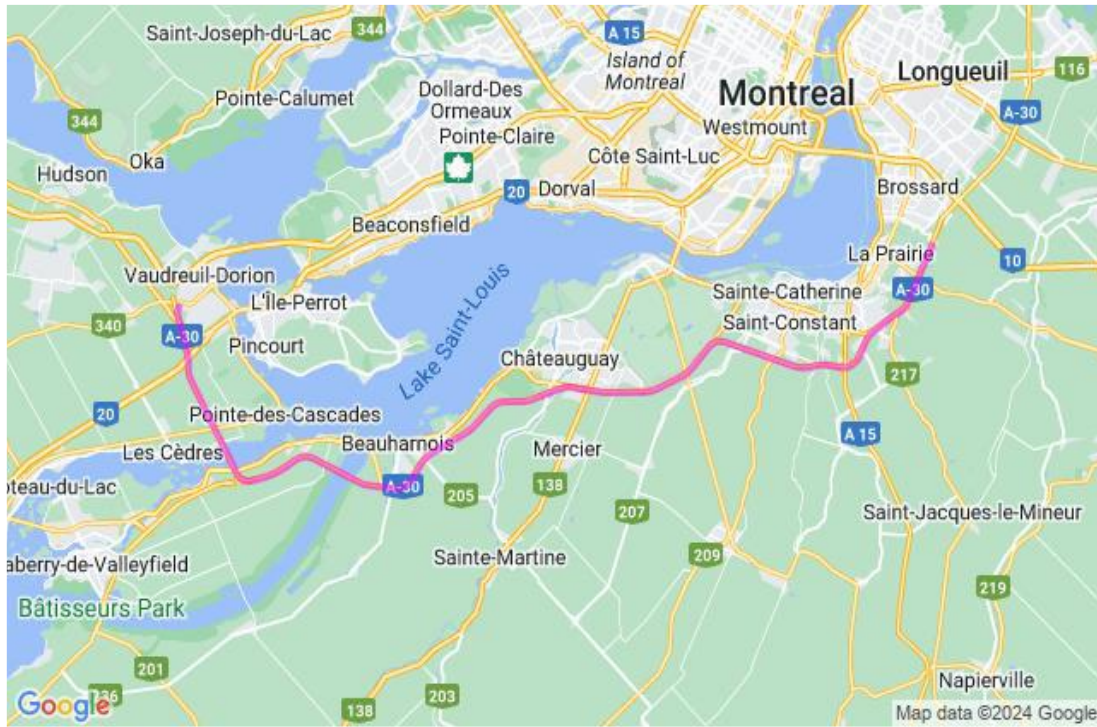 Saint-Joseph-du-Lac
344
A 15
Island of
Montreal
Longueuil
116
Pointe-Calumet
Dollard-Des
Ormeaux
Montreal
A-30
344
Pointe-Claire
Westmount
Oka
Côte Saint-Luc
Hudson
20
Dorval
Brossard
Beaconsfield
La Prairie
10
Vaudreuil-Dorion
Lake Saint-Louis
Sainte-Catherine
A-30
L'Île-Perrot
340
A-30
Saint-Constant
Pincourt
Châteauguay
217
20
Pointe-des-Cascades
A 15
Les Cèdres
Beauharnois
Mercier
oteau-du-Lac
A-30
205
138
207
Saint-Jacques-le-Mineur
aberry-de-Valleyfield
Sainte-Martine
209
219
Bâtisseurs Park
201
Napierville
Google
236
138
203
Map data ©2024 Google